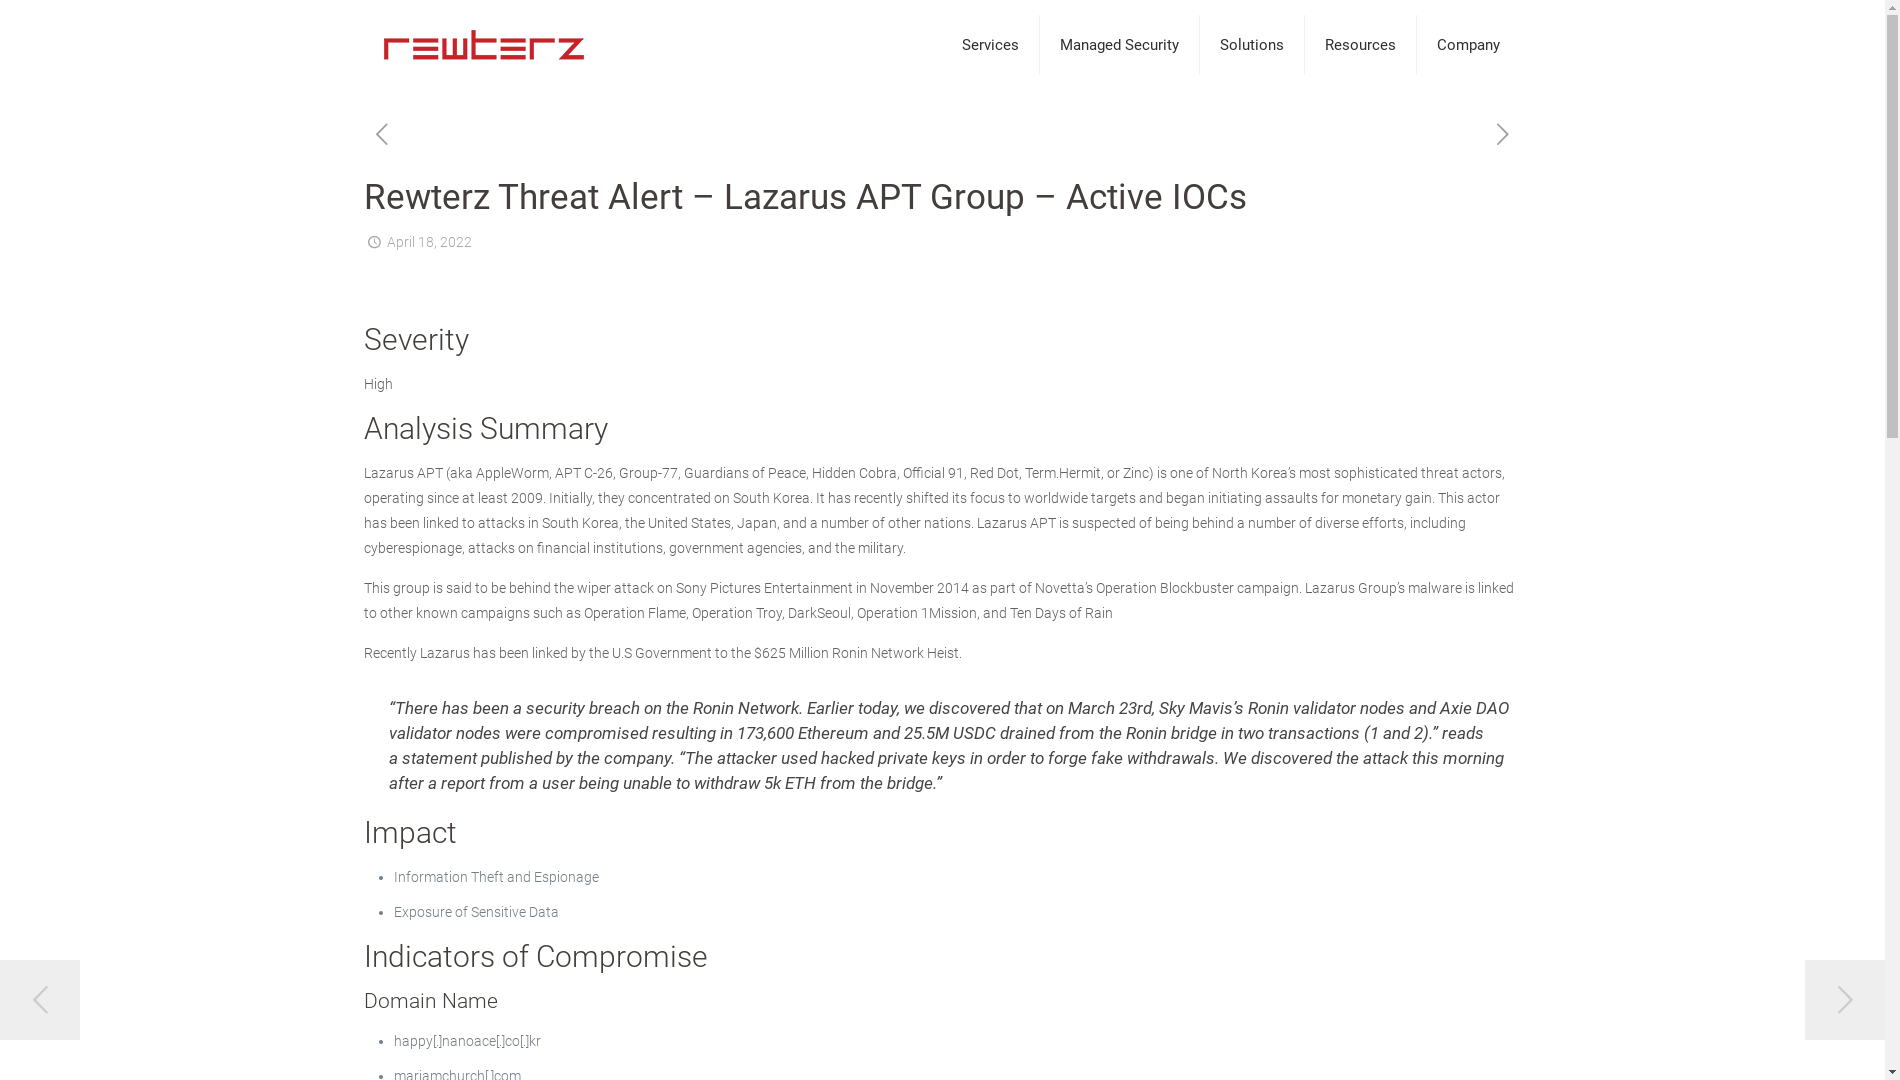 rewterz
Services
Managed Security
Solutions
Resources
Company
Rewterz Threat Alert – Lazarus APT Group – Active IOCs
April 18, 2022
Severity
High
Analysis Summary
Lazarus APT (aka AppleWorm, APT C-26, Group-77, Guardians of Peace, Hidden Cobra, Official 91, Red Dot, Term.Hermit, or Zinc) is one of North Korea’s most sophisticated threat actors,
operating since at least 2009. Initially, they concentrated on South Korea. It has recently shifted its focus to worldwide targets and began initiating assaults for monetary gain. This actor
has been linked to attacks in South Korea, the United States, Japan, and a number of other nations. Lazarus APT is suspected of being behind a number of diverse efforts, including
cyberespionage, attacks on financial institutions, government agencies, and the military.
This group is said to be behind the wiper attack on Sony Pictures Entertainment in November 2014 as part of Novetta’s Operation Blockbuster campaign. Lazarus Group’s malware is linked
to other known campaigns such as Operation Flame, Operation Troy, DarkSeoul, Operation 1Mission, and Ten Days of Rain
Recently Lazarus has been linked by the U.S Government to the $625 Million Ronin Network Heist.
“There has been a security breach on the Ronin Network. Earlier today, we discovered that on March 23rd, Sky Mavis’s Ronin validator nodes and Axie DAO
validator nodes were compromised resulting in 173,600 Ethereum and 25.5M USDC drained from the Ronin bridge in two transactions (1 and 2).” reads
a statement published by the company. “The attacker used hacked private keys in order to forge fake withdrawals. We discovered the attack this morning
after a report from a user being unable to withdraw 5k ETH from the bridge.”
Impact
• Information Theft and Espionage
• Exposure of Sensitive Data
Indicators of Compromise
Domain Name
• happy[.]nanoace[.]co[.]kr
• mariamchurch[.]com